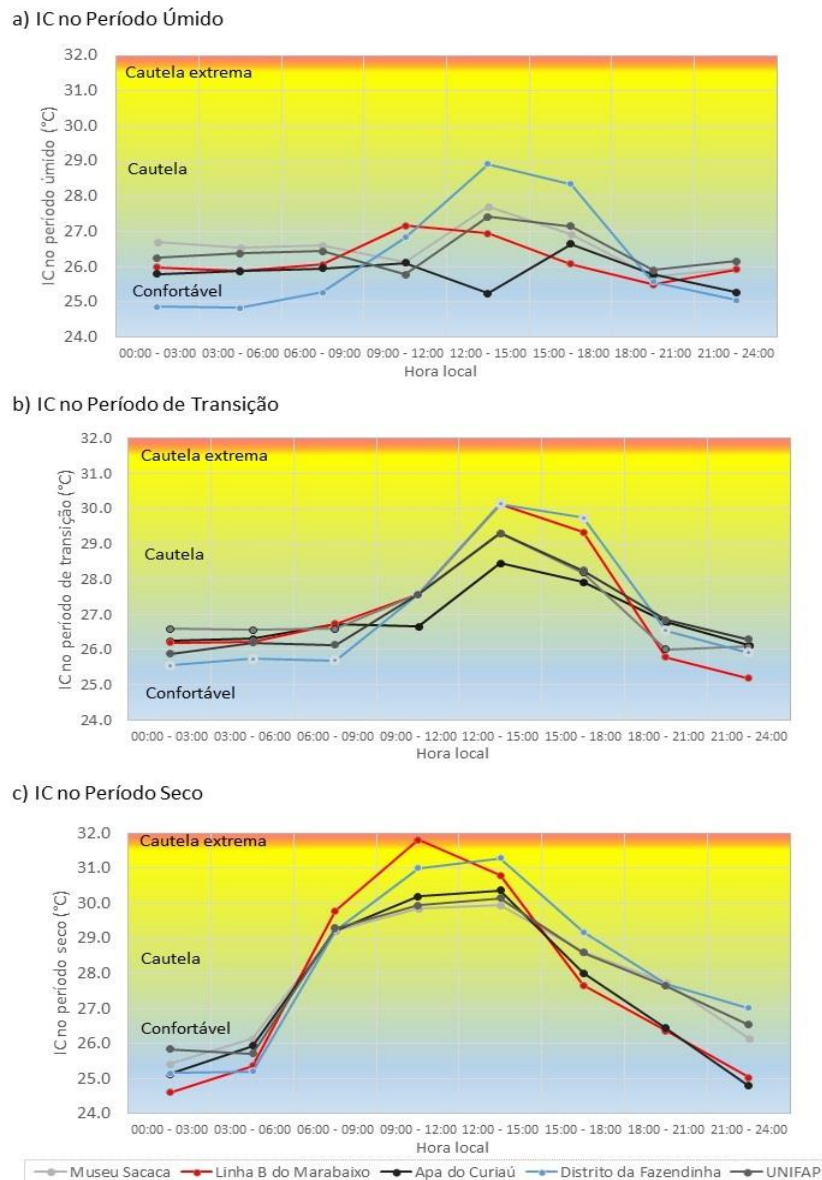 a) IC no Período Úmido
32.0
31.0
30.0
29.0
28.0
27.0
26.0
25.0
24.0
IC no período úmido (°C)
Cautela extrema
Cautela
Confortável
00:00 - 03:00 03:00 - 06:00 06:00 - 09:00 09:00 - 12:00 12:00 - 15:00 15:00 - 18:00 18:00 - 21:00 21:00 - 24:00
Hora local
b) IC no Período de Transição
32.0
31.0
30.0
29.0
28.0
27.0
26.0
25.0
24.0
IC no período de transição (°C)
Cautela extrema
Cautela
Confortável
00:00 - 03:00 03:00 - 06:00 06:00 - 09:00 09:00 - 12:00 12:00 - 15:00 15:00 - 18:00 18:00 - 21:00 21:00 - 24:00
Hora local
c) IC no Período Seco
32.0
31.0
30.0
29.0
28.0
27.0
26.0
25.0
24.0
IC no período seco (°C)
Cautela extrema
Cautela
Confortável
00:00 - 03:00 03:00 - 06:00 06:00 - 09:00 09:00 - 12:00 12:00 - 15:00 15:00 - 18:00 18:00 - 21:00 21:00 - 24:00
Hora local
Museu Sacaca Linha B do Marabaixo Apa do Curiaú Distrito da Fazendinha UNIFAP